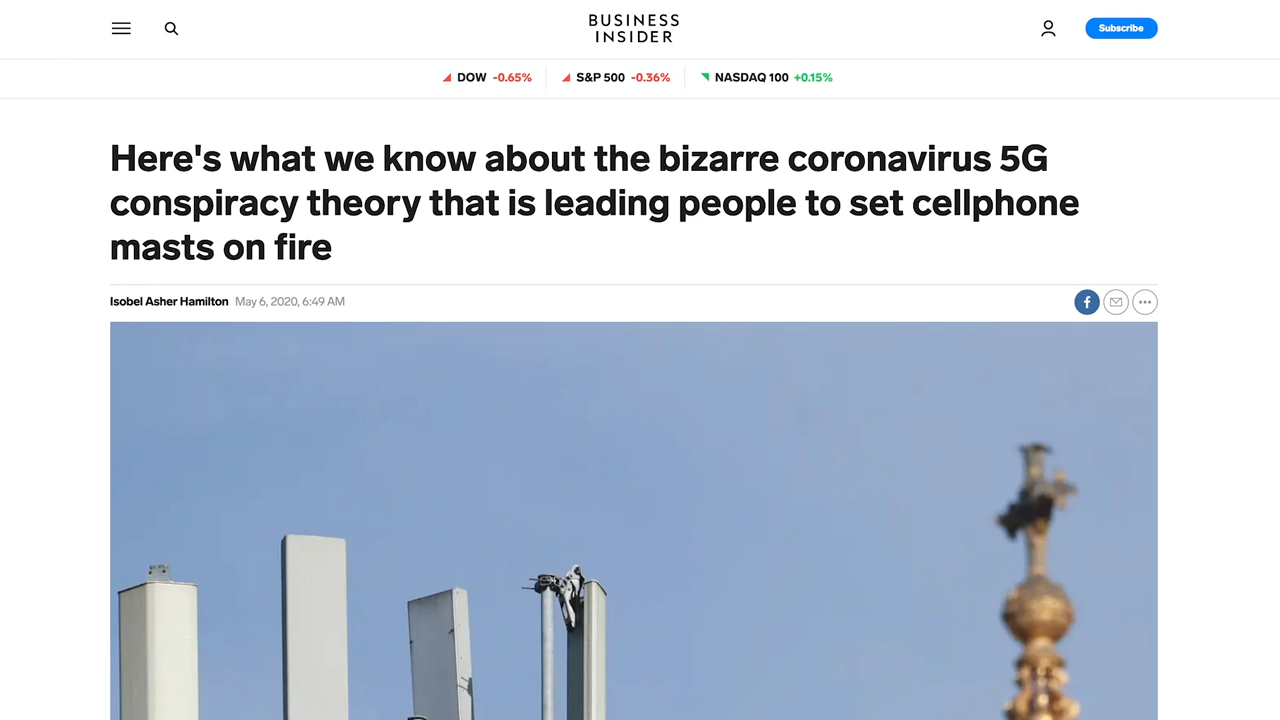 BUSINESS
INSIDER
Subscribe
DOW -0.65%
S&P 500 -0.36%
NASDAQ 100 +0.15%
Here's what we know about the bizarre coronavirus 5G
conspiracy theory that is leading people to set cellphone
masts on fire
Isobel Asher Hamilton May 6, 2020, 6:49 AM